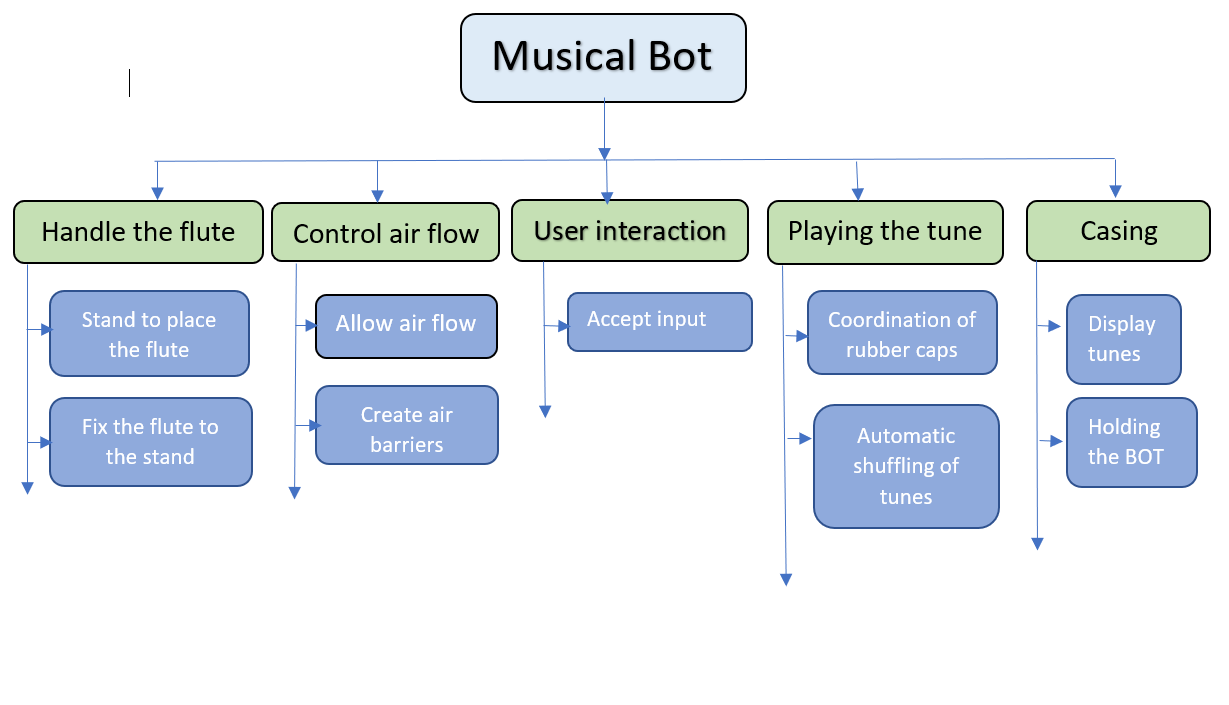 Musical Bot
Handle the flute
Control air flow
User interaction
Playing the tune
Casing
Stand to place
the flute
Fix the flute to
the stand
Allow air flow
Create air
barriers
Accept input
Coordination of
rubber caps
Automatic
shuffling of
tunes
Display
tunes
Holding
the BOT